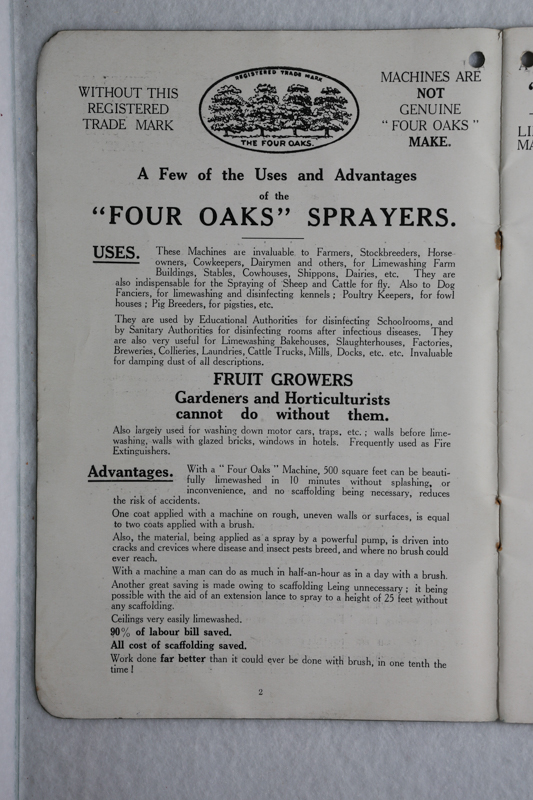 WITHOUT THIS
REGISTERED
TRADE MARK
REGISTERED TRADE MARK
THE FOUR OAKS.
MACHINES ARE
NOT
GENUINE
"FOUR OAKS"
MAKE.
A Few of the Uses and Advantages
of the
"FOUR OAKS" SPRAYERS.
USES. These Machines are invaluable to Farmers, Stockbreeders, Horse-
owners, Cowkeepers, Dairymen and others, for Limewashing Farm
Buildings, Stables, Cowhouses, Shippons, Dairies, etc. They are
also indispensable for the Spraying of Sheep and Cattle for fly. Also to Dog
Fanciers, for limewashing and disinfecting kennels; Poultry Keepers, for fowl
houses; Pig Breeders, for pigsties, etc.
They are used by Educational Authorities for disinfecting Schoolrooms, and
by Sanitary Authorities for disinfecting rooms after infectious diseases. They
are also very useful for Limewashing Bakehouses, Slaughterhouses, Factories,
Breweries, Collieries, Laundries, Cattle Trucks, Mills, Docks, etc. etc. Invaluable
for damping dust of all descriptions.
FRUIT GROWERS
Gardeners and Horticulturists
cannot do without them.
Also largely used for washing down motor cars, traps, etc.; walls before lime-
washing, walls with glazed bricks, windows in hotels. Frequently used as Fire
Extinguishers.
Advantages. With a "Four Oaks" Machine, 500 square feet can be beauti-
fully limewashed in 10 minutes without splashing, or
inconvenience, and no scaffolding being necessary, reduces
the risk of accidents.
One coat applied with a machine on rough, uneven walls or surfaces, is equal
to two coats applied with a brush.
Also, the material, being applied as a spray by a powerful pump, is driven into
cracks and crevices where disease and insect pests breed, and where no brush could
ever reach.
With a machine a man can do as much in half-an-hour as in a day with a brush.
Another great saving is made owing to scaffolding being unnecessary; it being
possible with the aid of an extension lance to spray to a height of 25 feet without
any scaffolding.
Ceilings very easily limewashed.
90% of labour bill saved.
All cost of scaffolding saved.
Work done far better than it could ever be done with brush, in one tenth the
time!
2